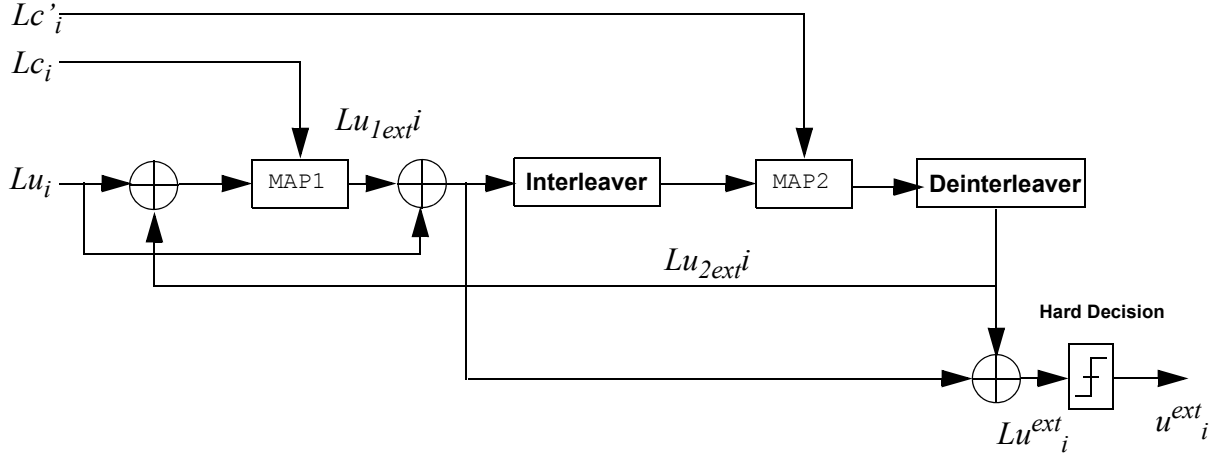 Lc’i
Lci
Lu1exti
Lui
MAP1
Interleaver
MAP2
Deinterleaver
Lu2exti
Hard Decision
Luexti
uexti